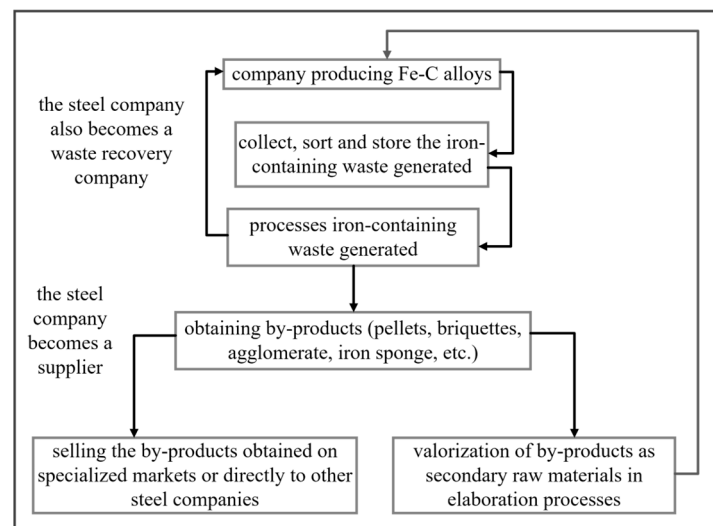 company producing Fe-C alloys
the steel company
also becomes a
waste recovery
company
collect, sort and store the iron-
containing waste generated
processes iron-containing
waste generated
the steel
company
becomes a
supplier
obtaining by-products (pellets, briquettes,
agglomerate, iron sponge, etc.)
selling the by-products obtained on
specialized markets or directly to other
steel companies
valorization of by-products as
secondary raw materials in
elaboration processes